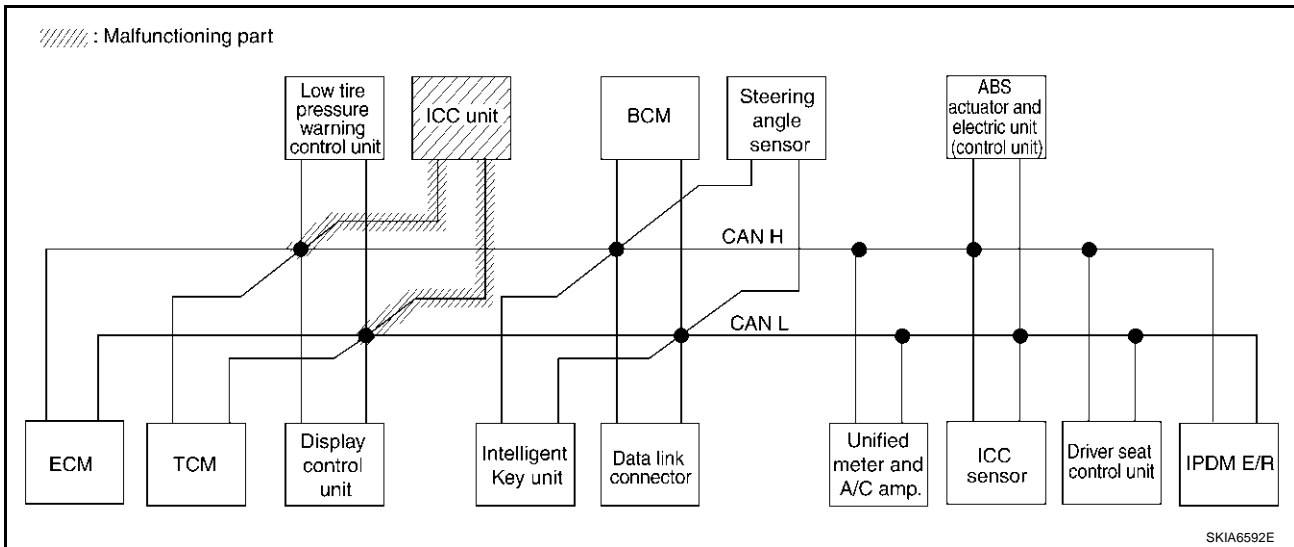 : Malfunctioning part
Low tire
pressure
warning
control unit
ICC unit
BCM
Steering
angle
sensor
ABS
actuator and
electric unit
(control unit)
CAN H
CAN L
ECM
TCM
Display
control
unit
Intelligent
Key unit
Data link
connector
Unified
meter and
A/C amp.
ICC
sensor
Driver seat
control unit
IPDM E/R
SKIA6592E